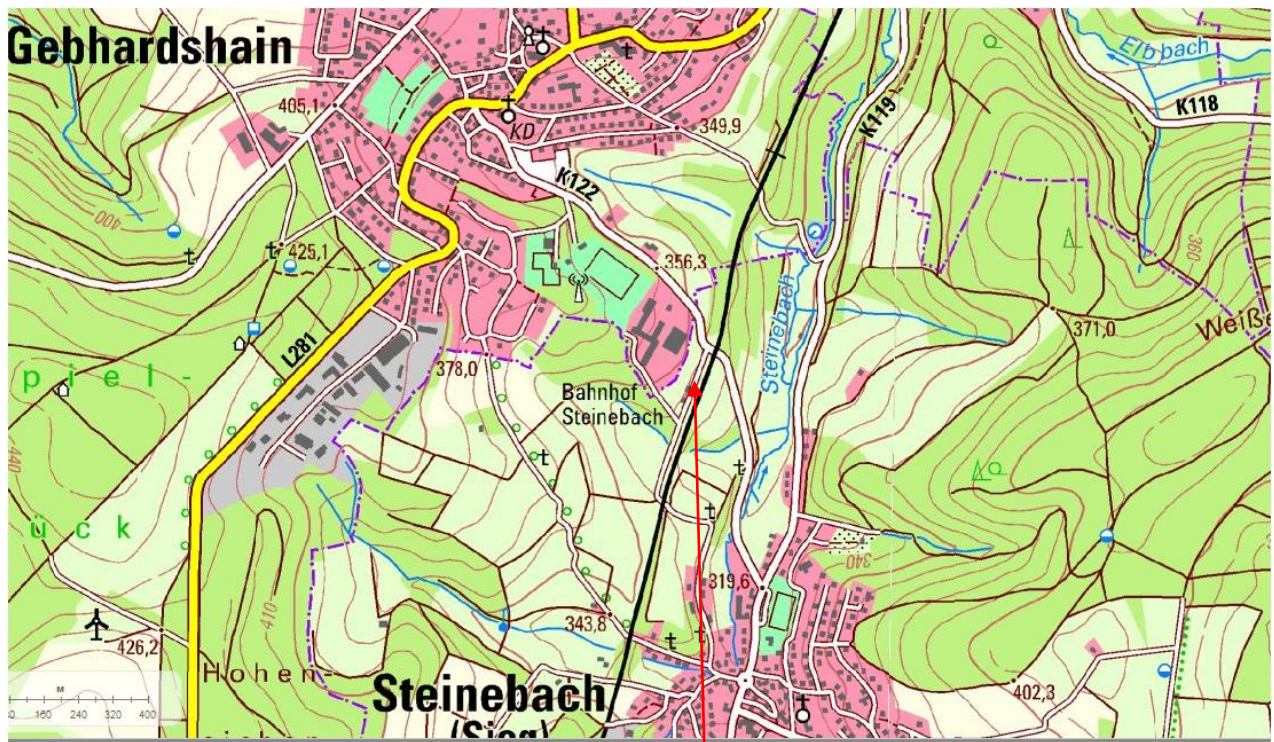 Gebhardshain
Elbbach
405,1
KD
K119
K118
349,9
K122
400
425,1
356,3
360
Steinebach
371,0
Weiße
L281
378,0
piel-
Bahnhof
Steinebach
440
ück
340
319,6
410
343,8
426,2
Hohen-
Steinebach
402,3
(Sieg)
M
160 240 320 400